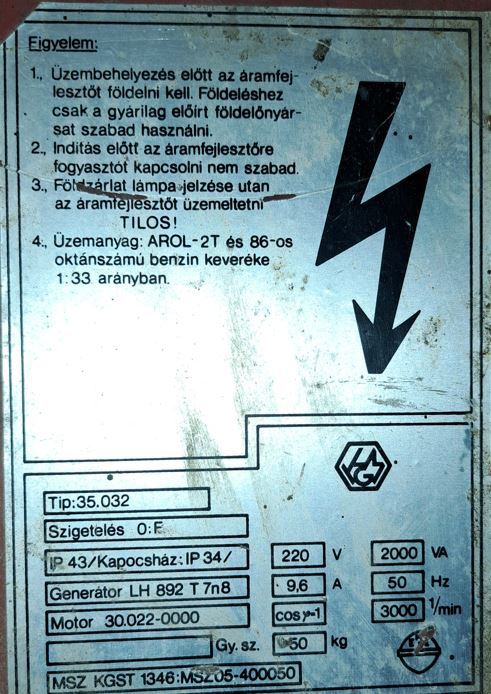 Figyelem:
1., Üzembehelyezés előtt az áramfej-
lesztőt földelni kell. Földeléshez
csak a gyárilag előirt földelőnyár-
sat szabad használni.
2., Inditás előtt az áramfejlesztőre
fogyasztót kapcsolni nem szabad.
3., Földzárlat lámpa jelzése utan
az áramfejlesztőt üzemeltetni
TILOS!
4., Üzemanyag: AROL-2T és 86-os
oktánszámú benzin keveréke
1:33 arányban.
Tip:35.032
Szigetelés O:F
IP 43/Kapocsház: IP 34/ 220 V 2000 VA
Generátor LH 892 T 7n8 9,6 A 50 Hz
Motor 30.022-0000 cos φ=1 3000 1/min
Gy. sz. 50 kg
MSZ KGST 1346:MSZ05-400050